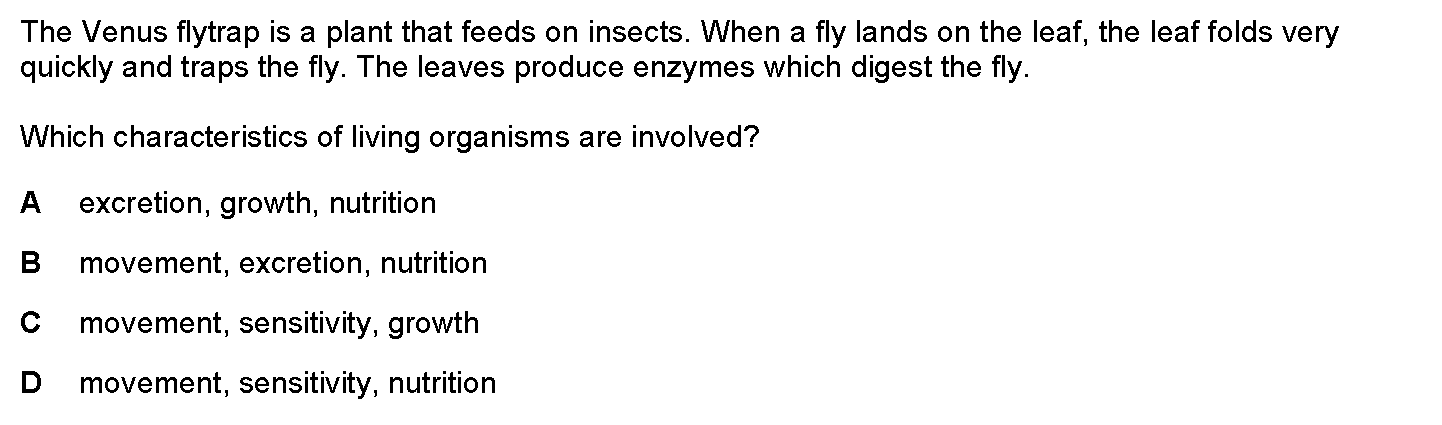 The Venus flytrap is a plant that feeds on insects. When a fly lands on the leaf, the leaf folds very
quickly and traps the fly. The leaves produce enzymes which digest the fly.
Which characteristics of living organisms are involved?
A excretion, growth, nutrition
B movement, excretion, nutrition
C movement, sensitivity, growth
D movement, sensitivity, nutrition